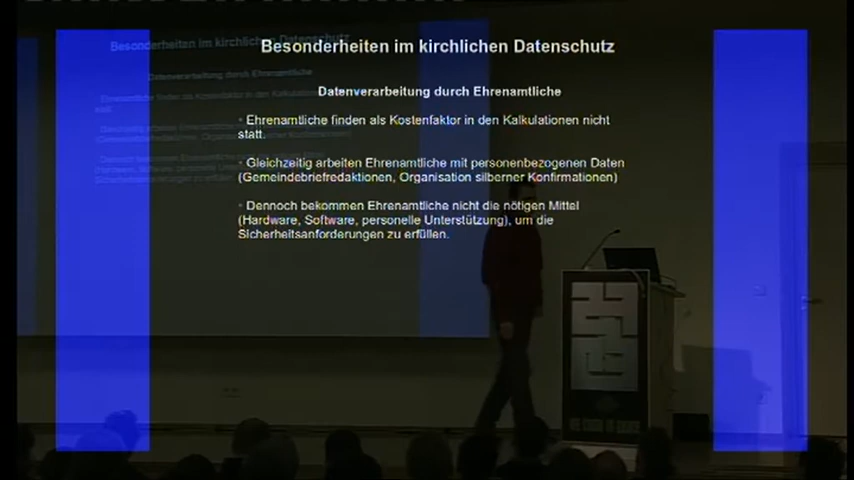 Besonderheiten im kirchlichen Datenschutz
Datenverarbeitung durch Ehrenamtliche
• Ehrenamtliche finden als Kostenfaktor in den Kalkulationen nicht
statt.
• Gleichzeitig arbeiten Ehrenamtliche mit personenbezogenen Daten
(Gemeindebriefredaktionen, Organisation silberner Konfirmationen)
• Dennoch bekommen Ehrenamtliche nicht die nötigen Mittel
(Hardware, Software, personelle Unterstützung), um die
Sicherheitsanforderungen zu erfüllen.